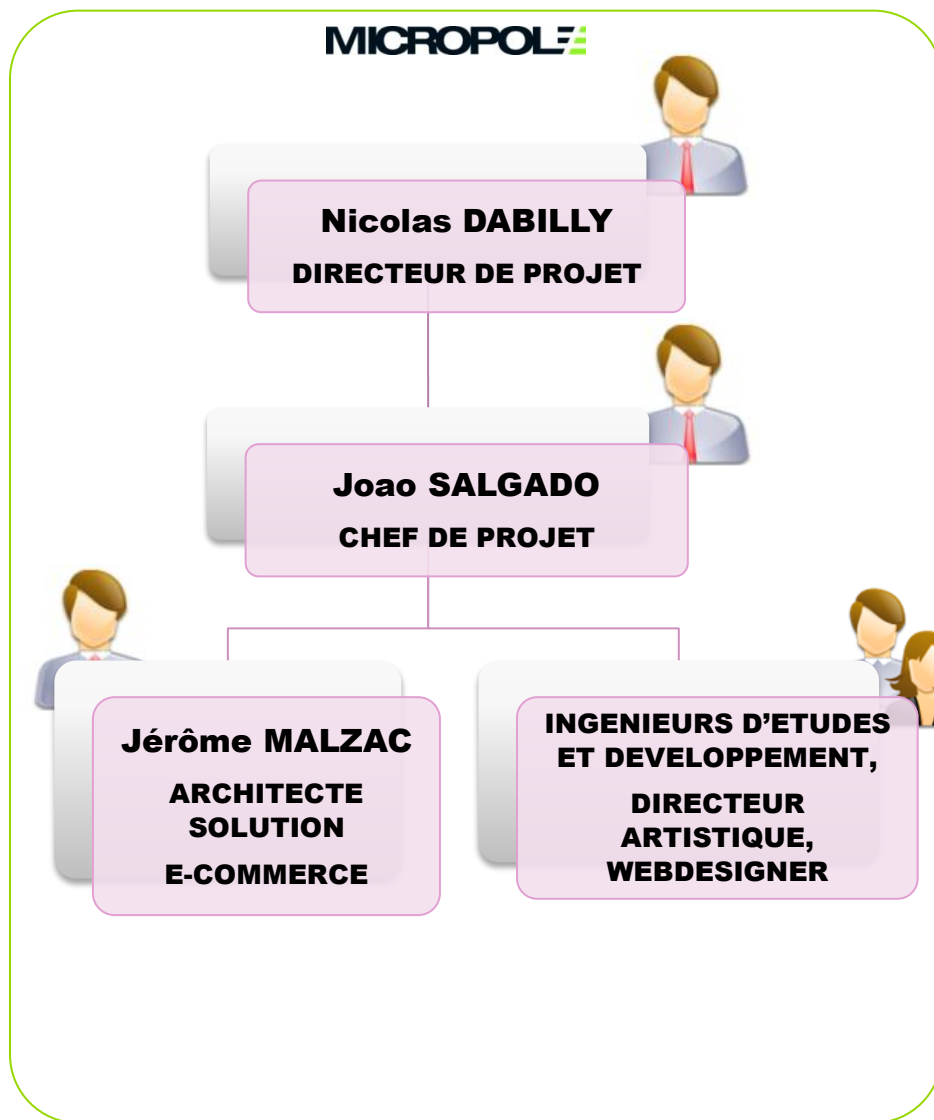 MICROPOLE
Nicolas DABILLY
DIRECTEUR DE PROJET
Joao SALGADO
CHEF DE PROJET
Jérôme MALZAC
ARCHITECTE
SOLUTION
E-COMMERCE
INGENIEURS D’ETUDES
ET DEVELOPPEMENT,
DIRECTEUR
ARTISTIQUE,
WEBDESIGNER